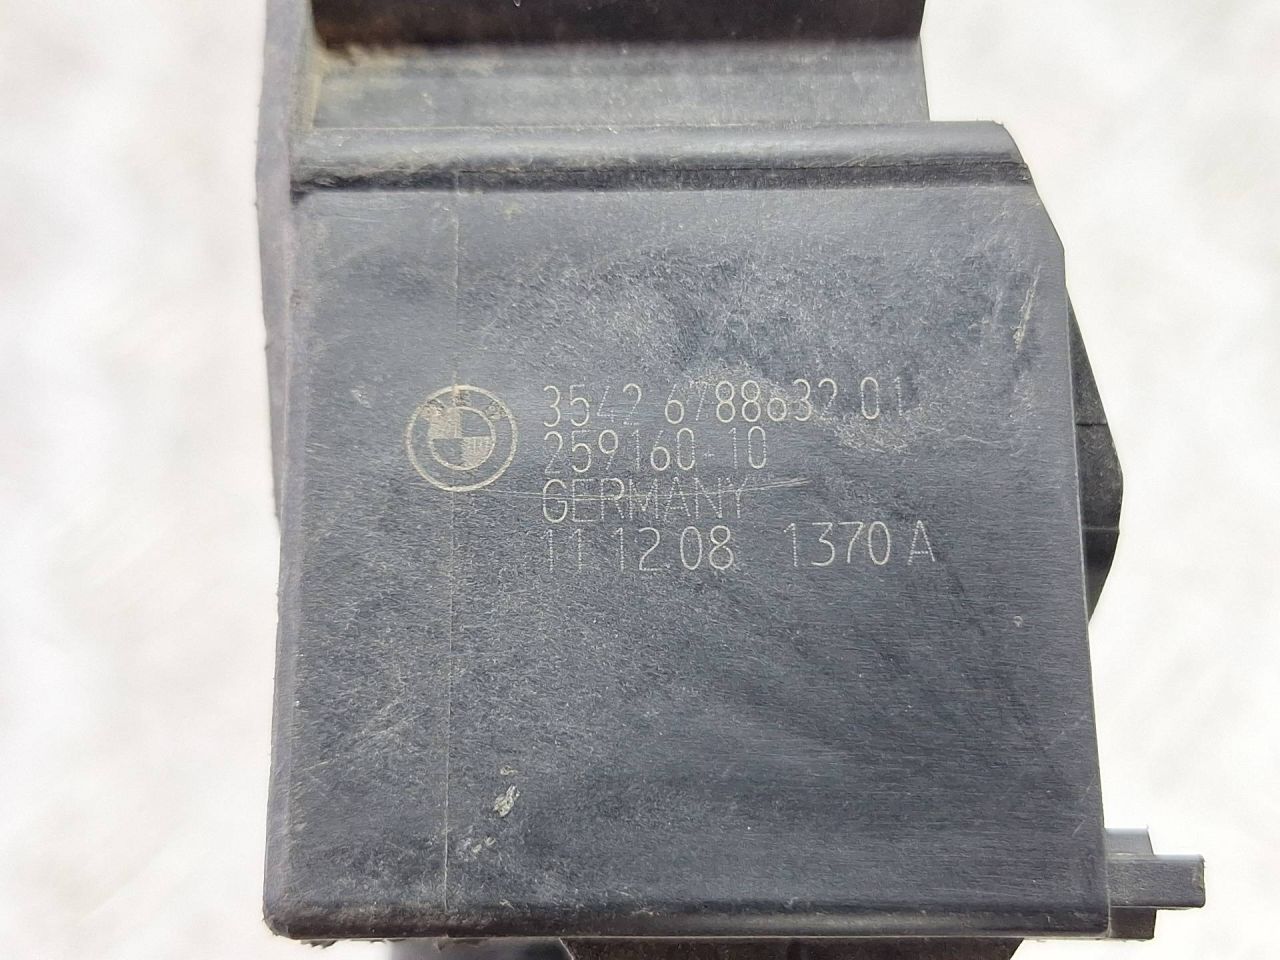 3542 6788632 01
259160-10
GERMANY
11.12.08 1370 A